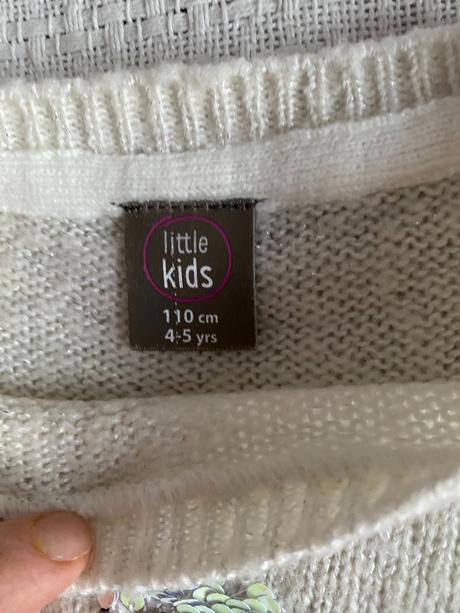 little
kids
110 cm
4-5 yrs